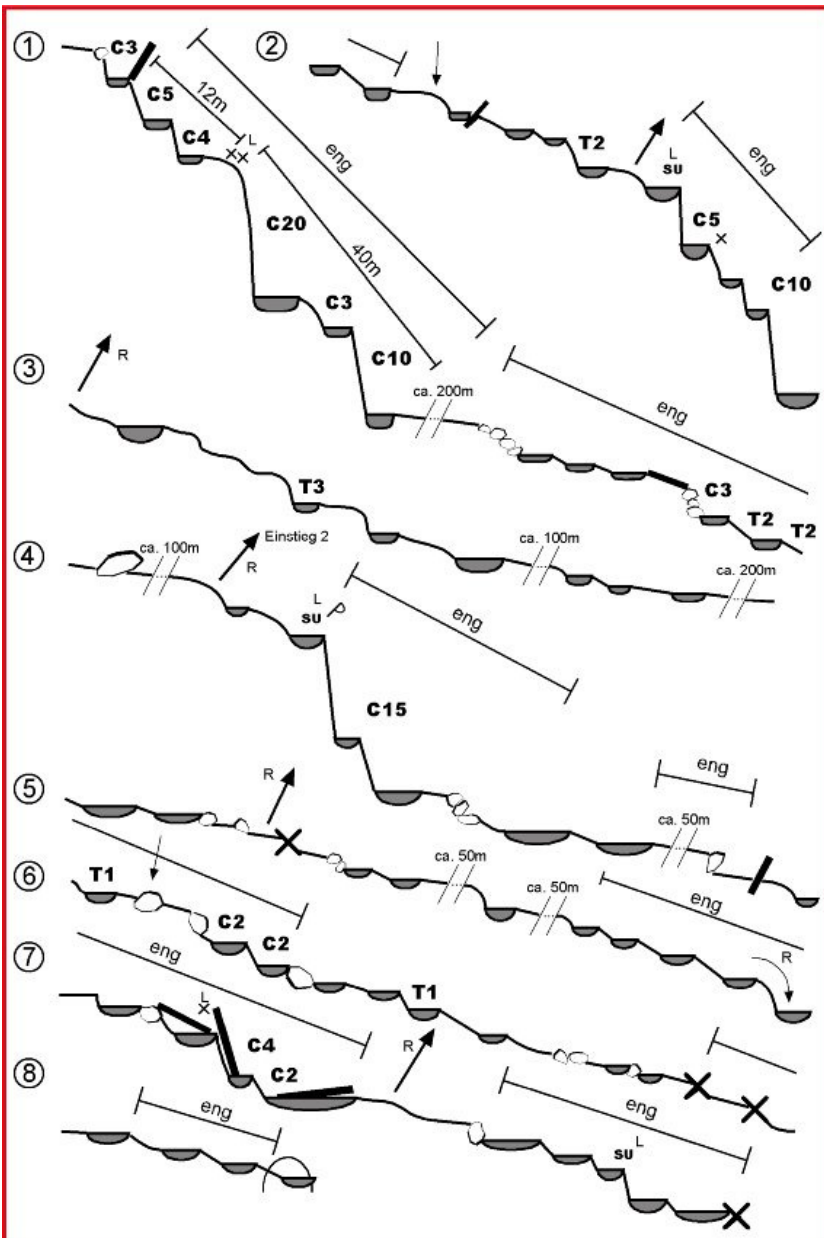 1
C3
C5
C4
12m
L
eng
C20
40m
C3
C10
2
T2
L
SU
eng
C5
C10
ca. 200m
eng
C3
T2
T2
3
R
T3
ca. 100m
ca. 200m
4
ca. 100m
Einstieg 2
R
L
SU
P
eng
C15
ca. 50m
eng
5
R
ca. 50m
ca. 50m
eng
R
6
T1
C2
C2
T1
eng
7
L
C4
C2
R
eng
SU
L
8
eng